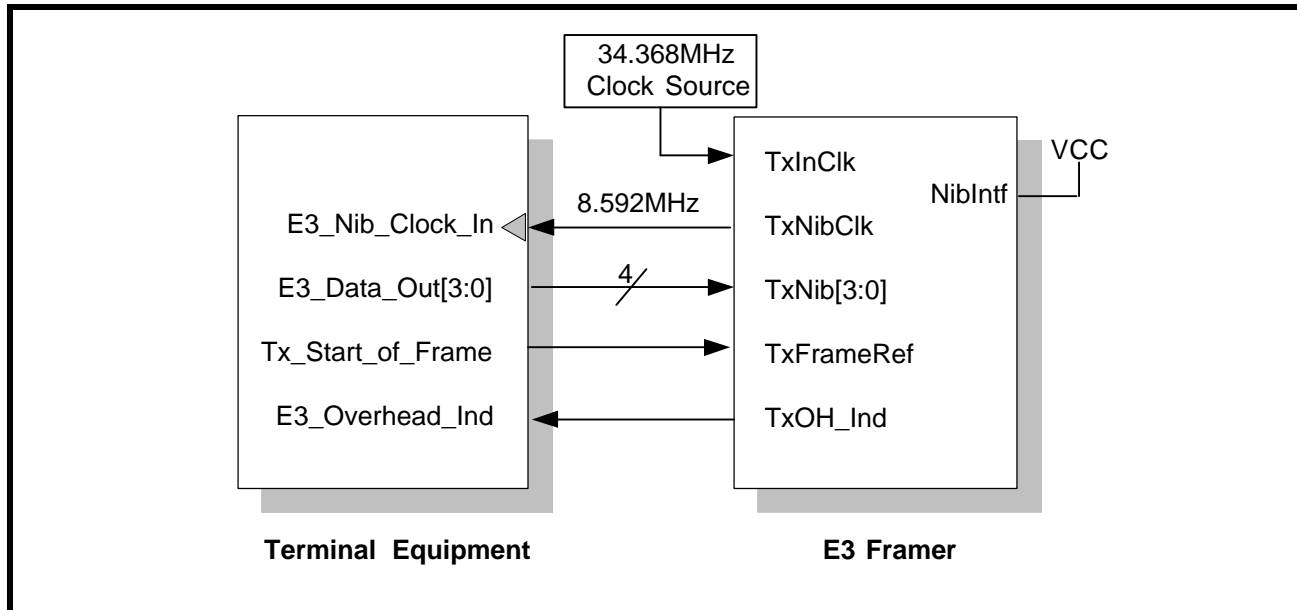 34.368MHz
Clock Source
TxInClk
VCC
NibIntf
8.592MHz
E3_Nib_Clock_In
TxNibClk
E3_Data_Out[3:0]
4
TxNib[3:0]
Tx_Start_of_Frame
TxFrameRef
E3_Overhead_Ind
TxOH_Ind
Terminal Equipment
E3 Framer